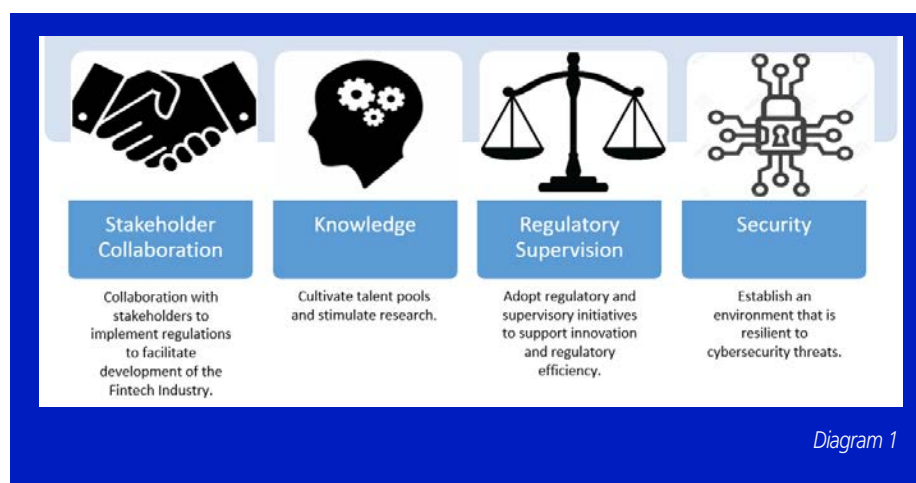 Stakeholder
Collaboration
Collaboration with
stakeholders to
implement regulations
to facilitate
development of the
Fintech Industry.
Knowledge
Cultivate talent pools
and stimulate research.
Regulatory
Supervision
Adopt regulatory and
supervisory initiatives
to support innovation
and regulatory
efficiency.
Security
Establish an
environment that is
resilient to
cybersecurity threats.
Diagram 1